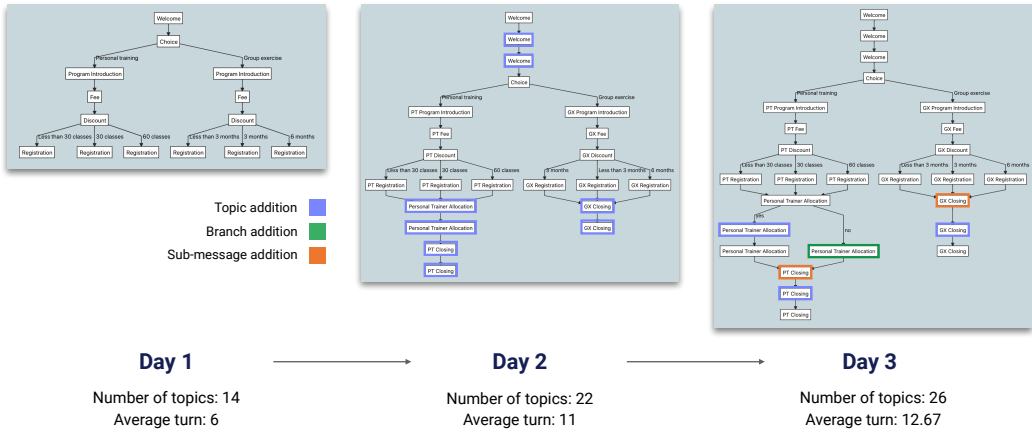 Welcome
Choice
Personal training
Group exercise
Program Introduction
Program Introduction
Fee
Fee
Discount
Discount
Less than 30 classes
30 classes
60 classes
Less than 3 months
3 months
6 months
Registration
Registration
Registration
Registration
Registration
Registration
Topic addition
Branch addition
Sub-message addition
Welcome
Welcome
Welcome
Choice
Personal training
Group exercise
PT Program Introduction
GX Program Introduction
PT Fee
GX Fee
PT Discount
GX Discount
Less than 30 classes
30 classes
60 classes
3 months
Less than 3 months
6 months
PT Registration
PT Registration
PT Registration
GX Registration
GX Registration
GX Registration
Personal Trainer Allocation
GX Closing
Personal Trainer Allocation
GX Closing
PT Closing
PT Closing
Welcome
Welcome
Welcome
Choice
Personal training
Group exercise
PT Program Introduction
GX Program Introduction
PT Fee
GX Fee
PT Discount
GX Discount
Less than 30 classes
30 classes
60 classes
Less than 3 months
3 months
6 months
PT Registration
PT Registration
PT Registration
GX Registration
GX Registration
GX Registration
Personal Trainer Allocation
GX Closing
yes
no
Personal Trainer Allocation
GX Closing
Personal Trainer Allocation
Personal Trainer Allocation
GX Closing
PT Closing
PT Closing
PT Closing
Day 1
Day 2
Day 3
Number of topics: 14
Average turn: 6
Number of topics: 22
Average turn: 11
Number of topics: 26
Average turn: 12.67